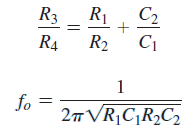 R₃/R₄ = R₁/R₂ + C₂/C₁
fₒ = 1/(2π√(R₁C₁R₂C₂))